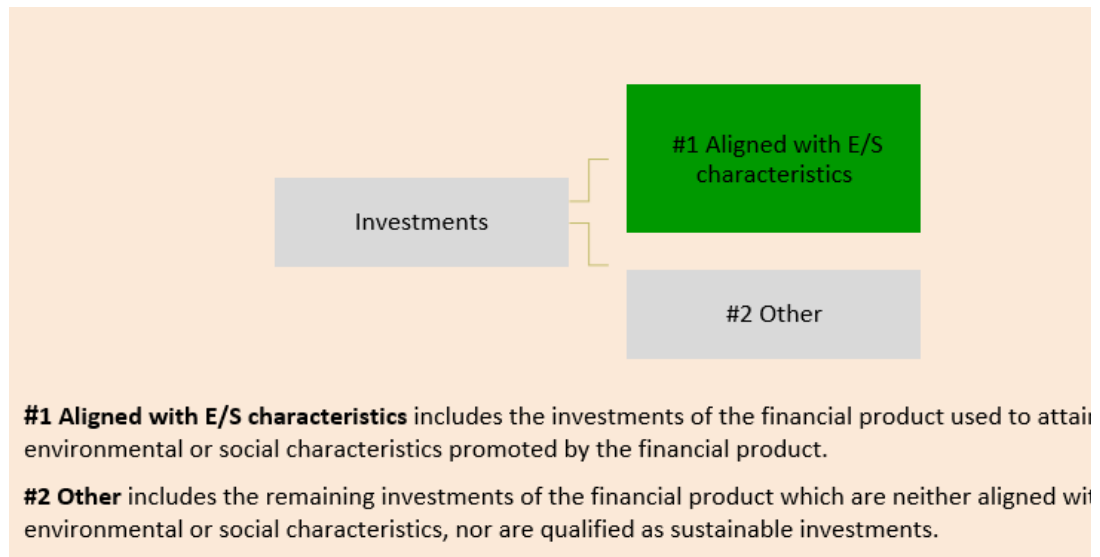 #1 Aligned with E/S
characteristics
Investments
#2 Other
#1 Aligned with E/S characteristics includes the investments of the financial product used to
environmental or social characteristics promoted by the financial product.
#2 Other includes the remaining investments of the financial product which are neither aligned
environmental or social characteristics, nor are qualified as sustainable investments.